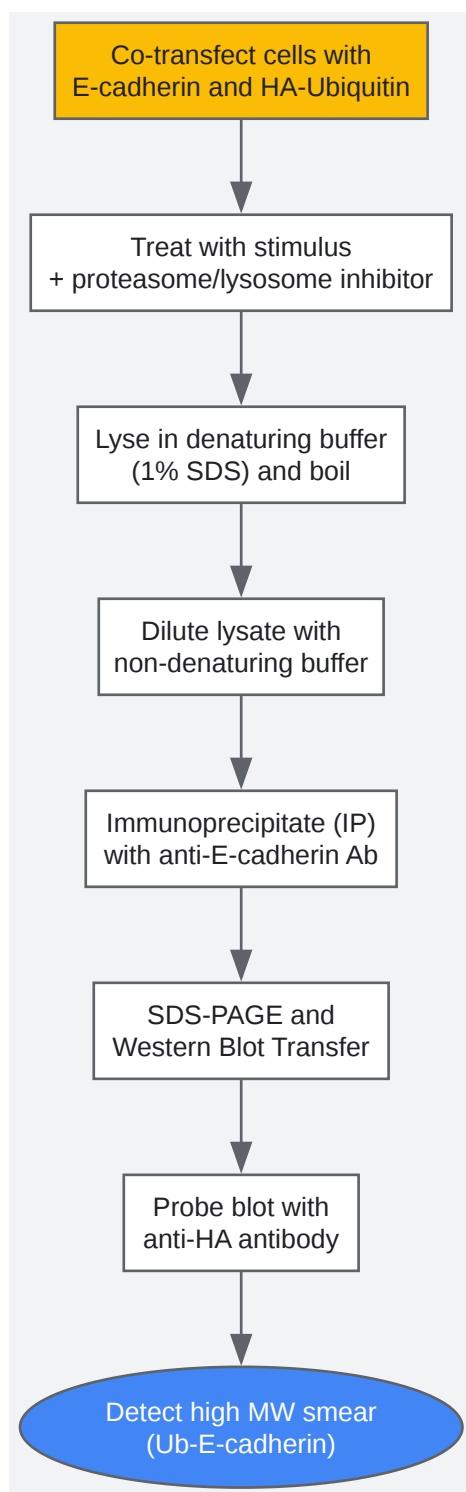 Co-transfect cells with
E-cadherin and HA-Ubiquitin
Treat with stimulus
+ proteasome/lysosome inhibitor
Lyse in denaturing buffer
(1% SDS) and boil
Dilute lysate with
non-denaturing buffer
Immunoprecipitate (IP)
with anti-E-cadherin Ab
SDS-PAGE and
Western Blot Transfer
Probe blot with
anti-HA antibody
Detect high MW smear
(Ub-E-cadherin)